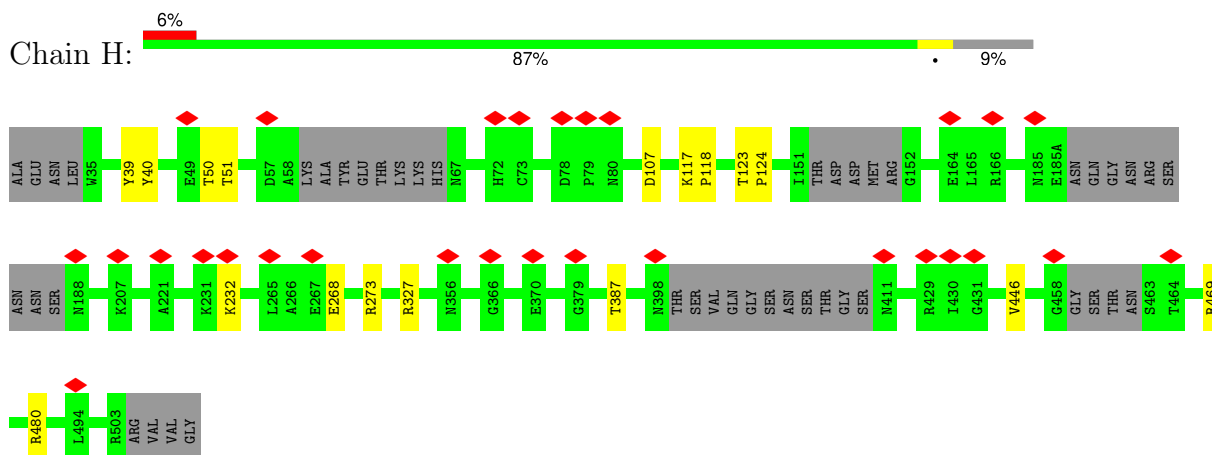 6%
Chain H:
87% • 9%
ALA GLU ASN LEU W35 Y39 Y40 E49 T50 T51 D57 A58 LYS ALA TYR GLU THR LYS LYS HIS N67 H72 C73 D78 P79 N80 D107 K117 P118 T123 P124 I151 THR ASP ASP MET ARG G152 E164 L165 R166 N185 E185A ASN GLN GLY ASN ARG SER
ASN ASN SER N188 K207 A221 K231 K232 L265 A266 E267 E268 R273 R327 N356 G366 E370 G379 T387 N398 THR SER VAL GLN GLY SER ASN SER THR GLY SER N411 R429 I430 G431 V446 G458 GLY SER THR ASN S463 T464 R469
R480 L494 R503 ARG VAL VAL GLY